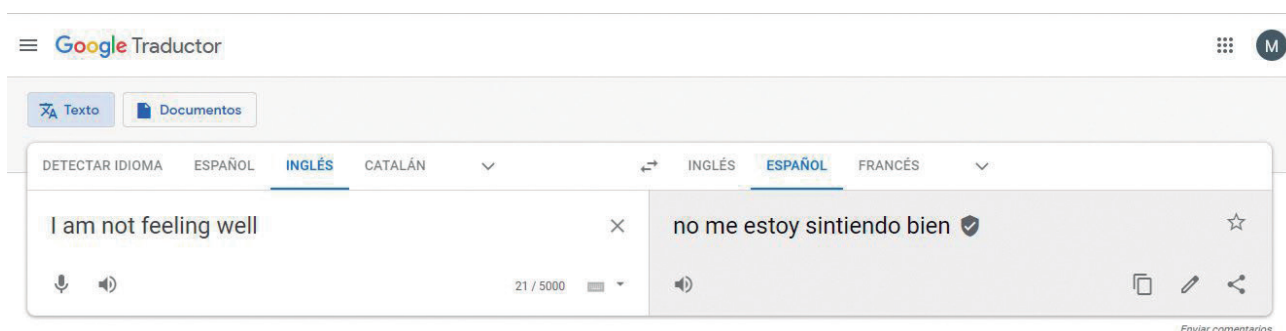 Google Traductor
M
Texto
Documentos
DETECTAR IDIOMA ESPAÑOL INGLÉS CATALÁN
INGLÉS ESPAÑOL FRANCÉS
I am not feeling well
no me estoy sintiendo bien
21 / 5000
Enviar comentarios